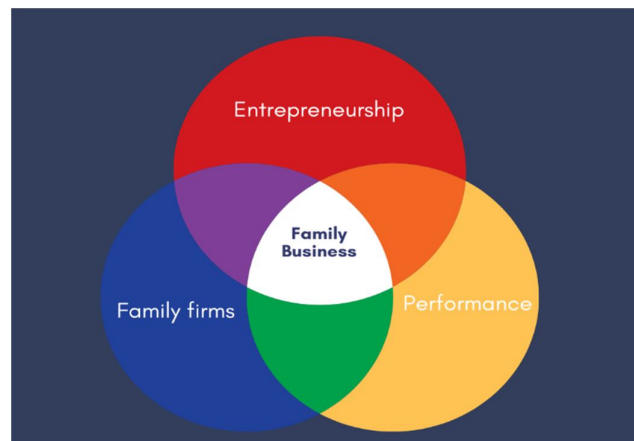 Entrepreneurship
Family
Business
Family firms
Performance